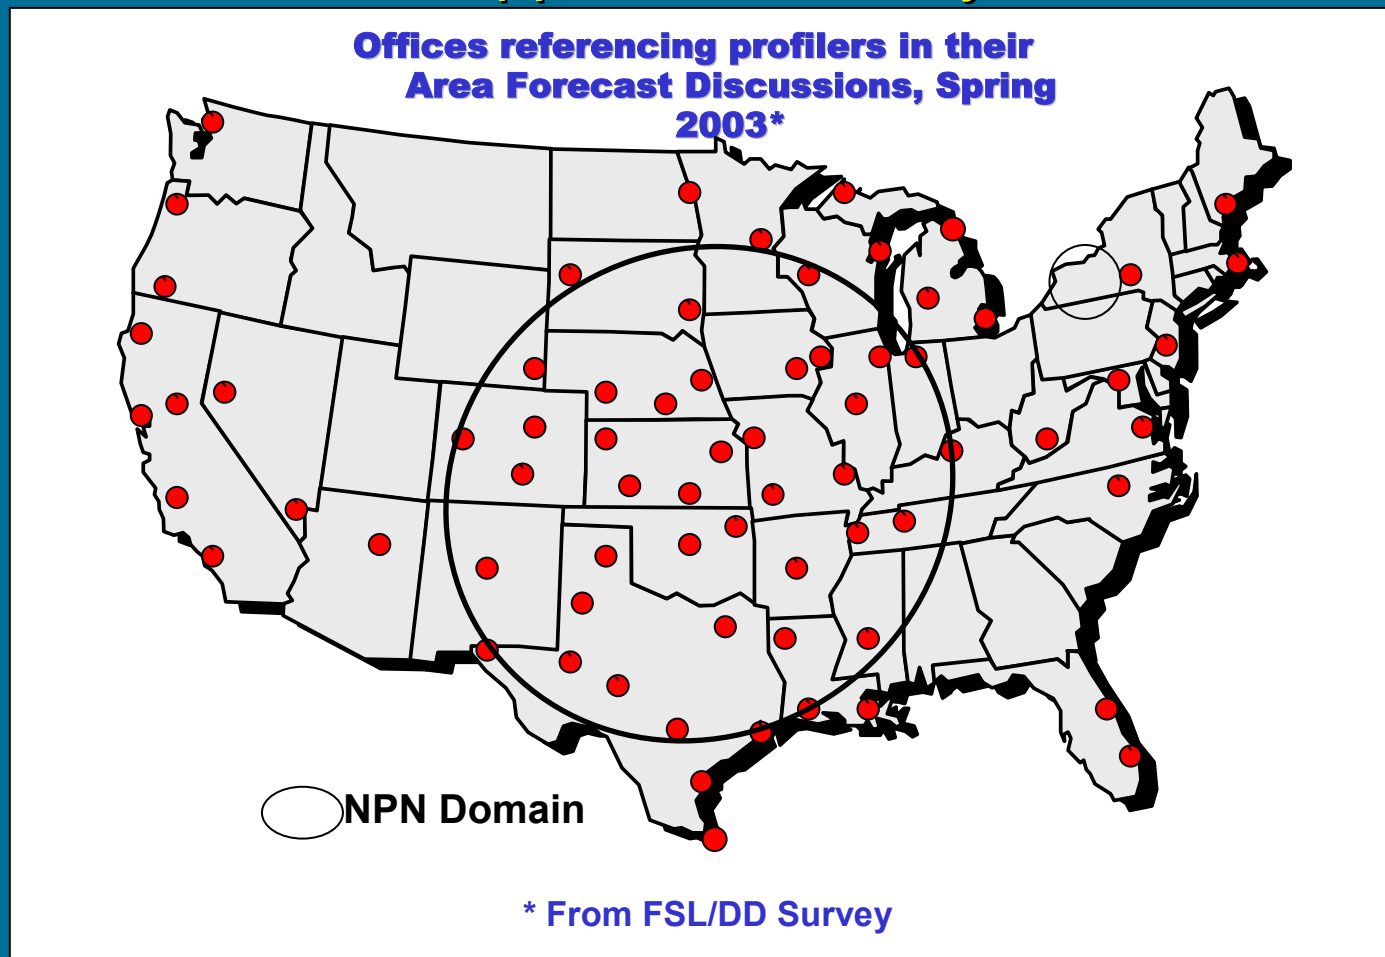 Offices referencing profilers in their
Area Forecast Discussions, Spring
2003*
NPN Domain
* From FSL/DD Survey